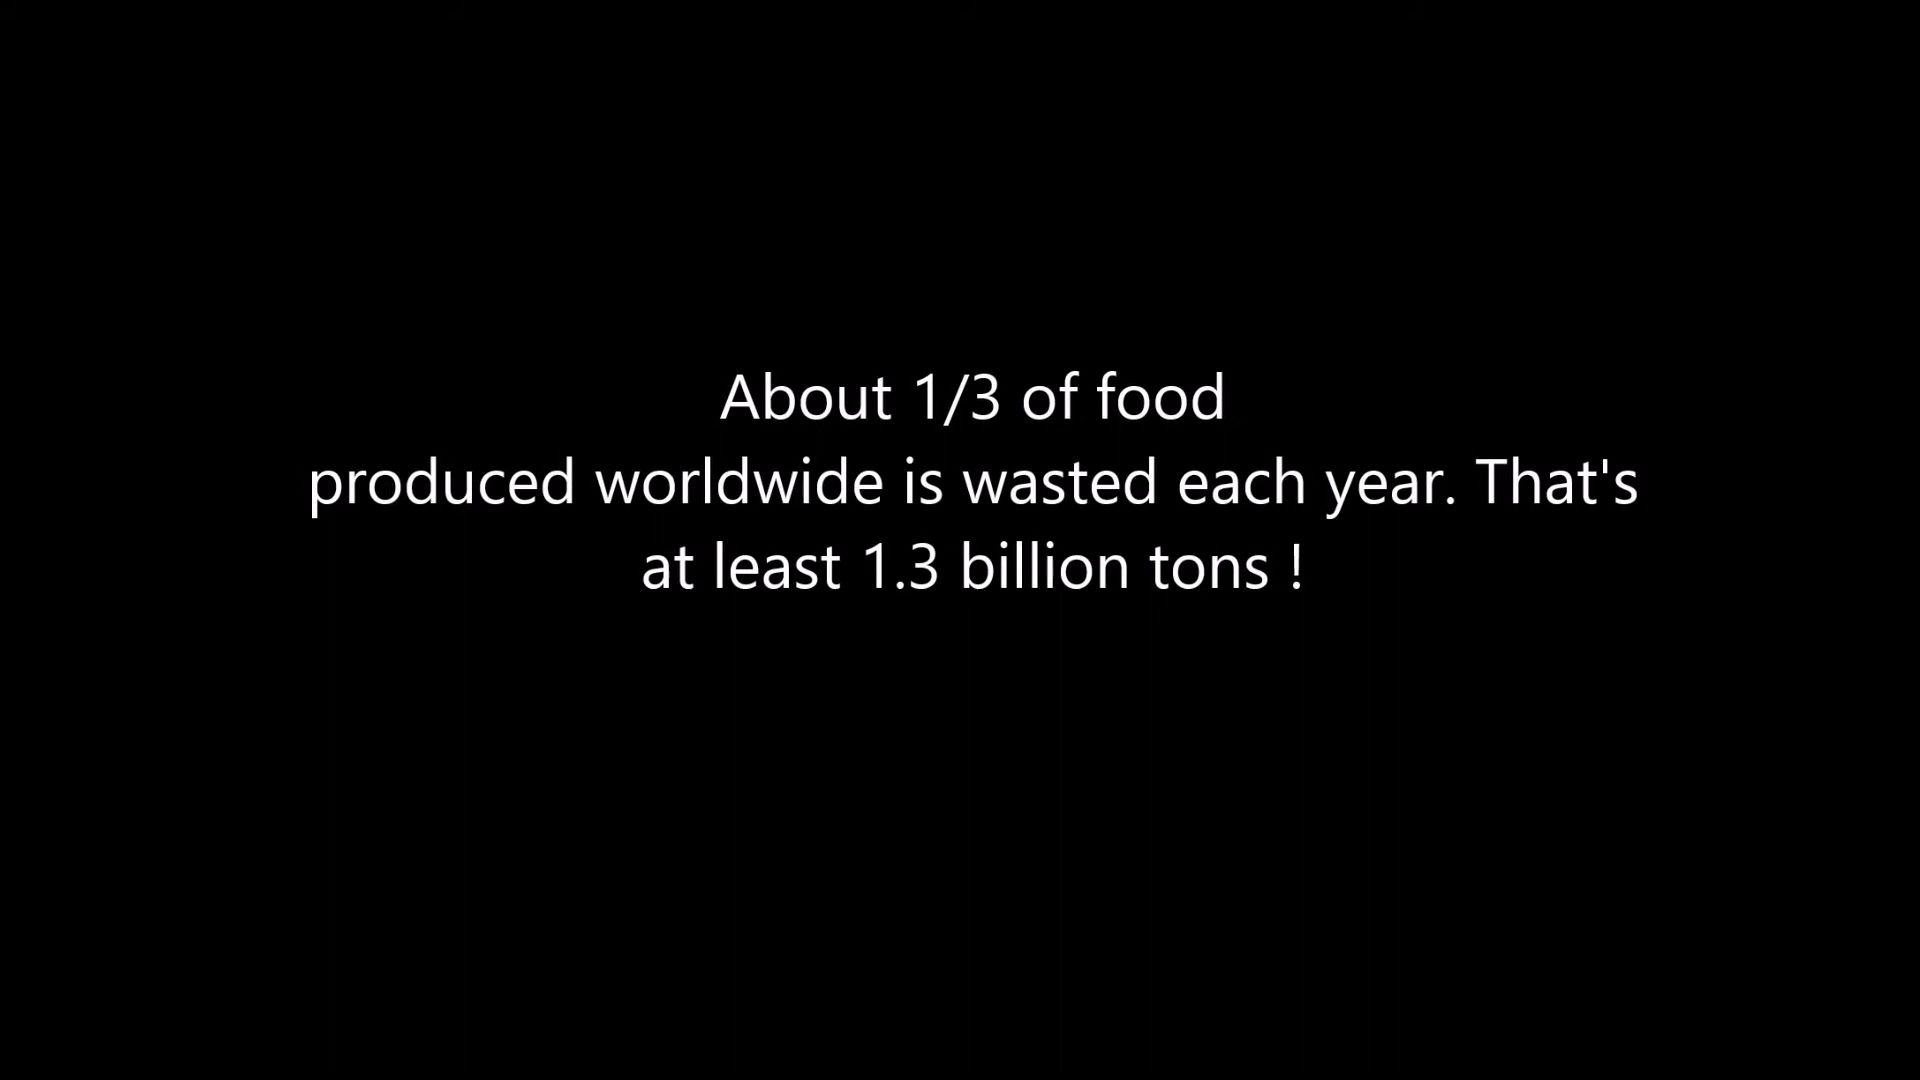 About 1/3 of food
produced worldwide is wasted each year. That's
at least 1.3 billion tons !